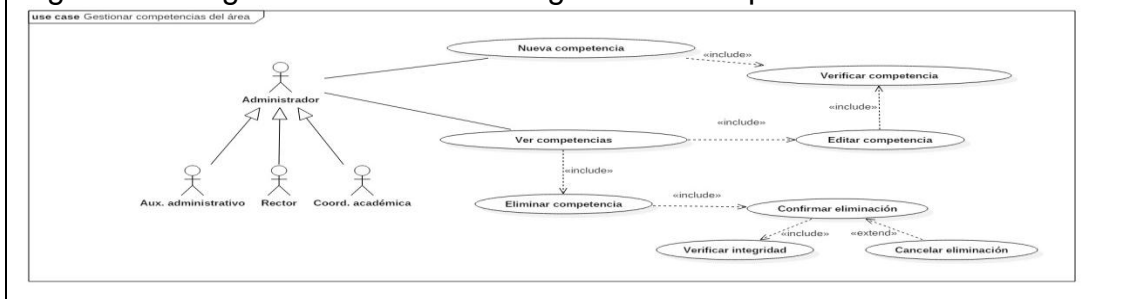 use case Gestionar competencias del área
Nueva competencia
«include»
Verificar competencia
Administrador
«include»
«include»
Ver competencias
Editar competencia
«include»
Aux. administrativo Rector Coord. académica
Eliminar competencia
«include»
Confirmar eliminación
«include» «extend»
Verificar integridad
Cancelar eliminación